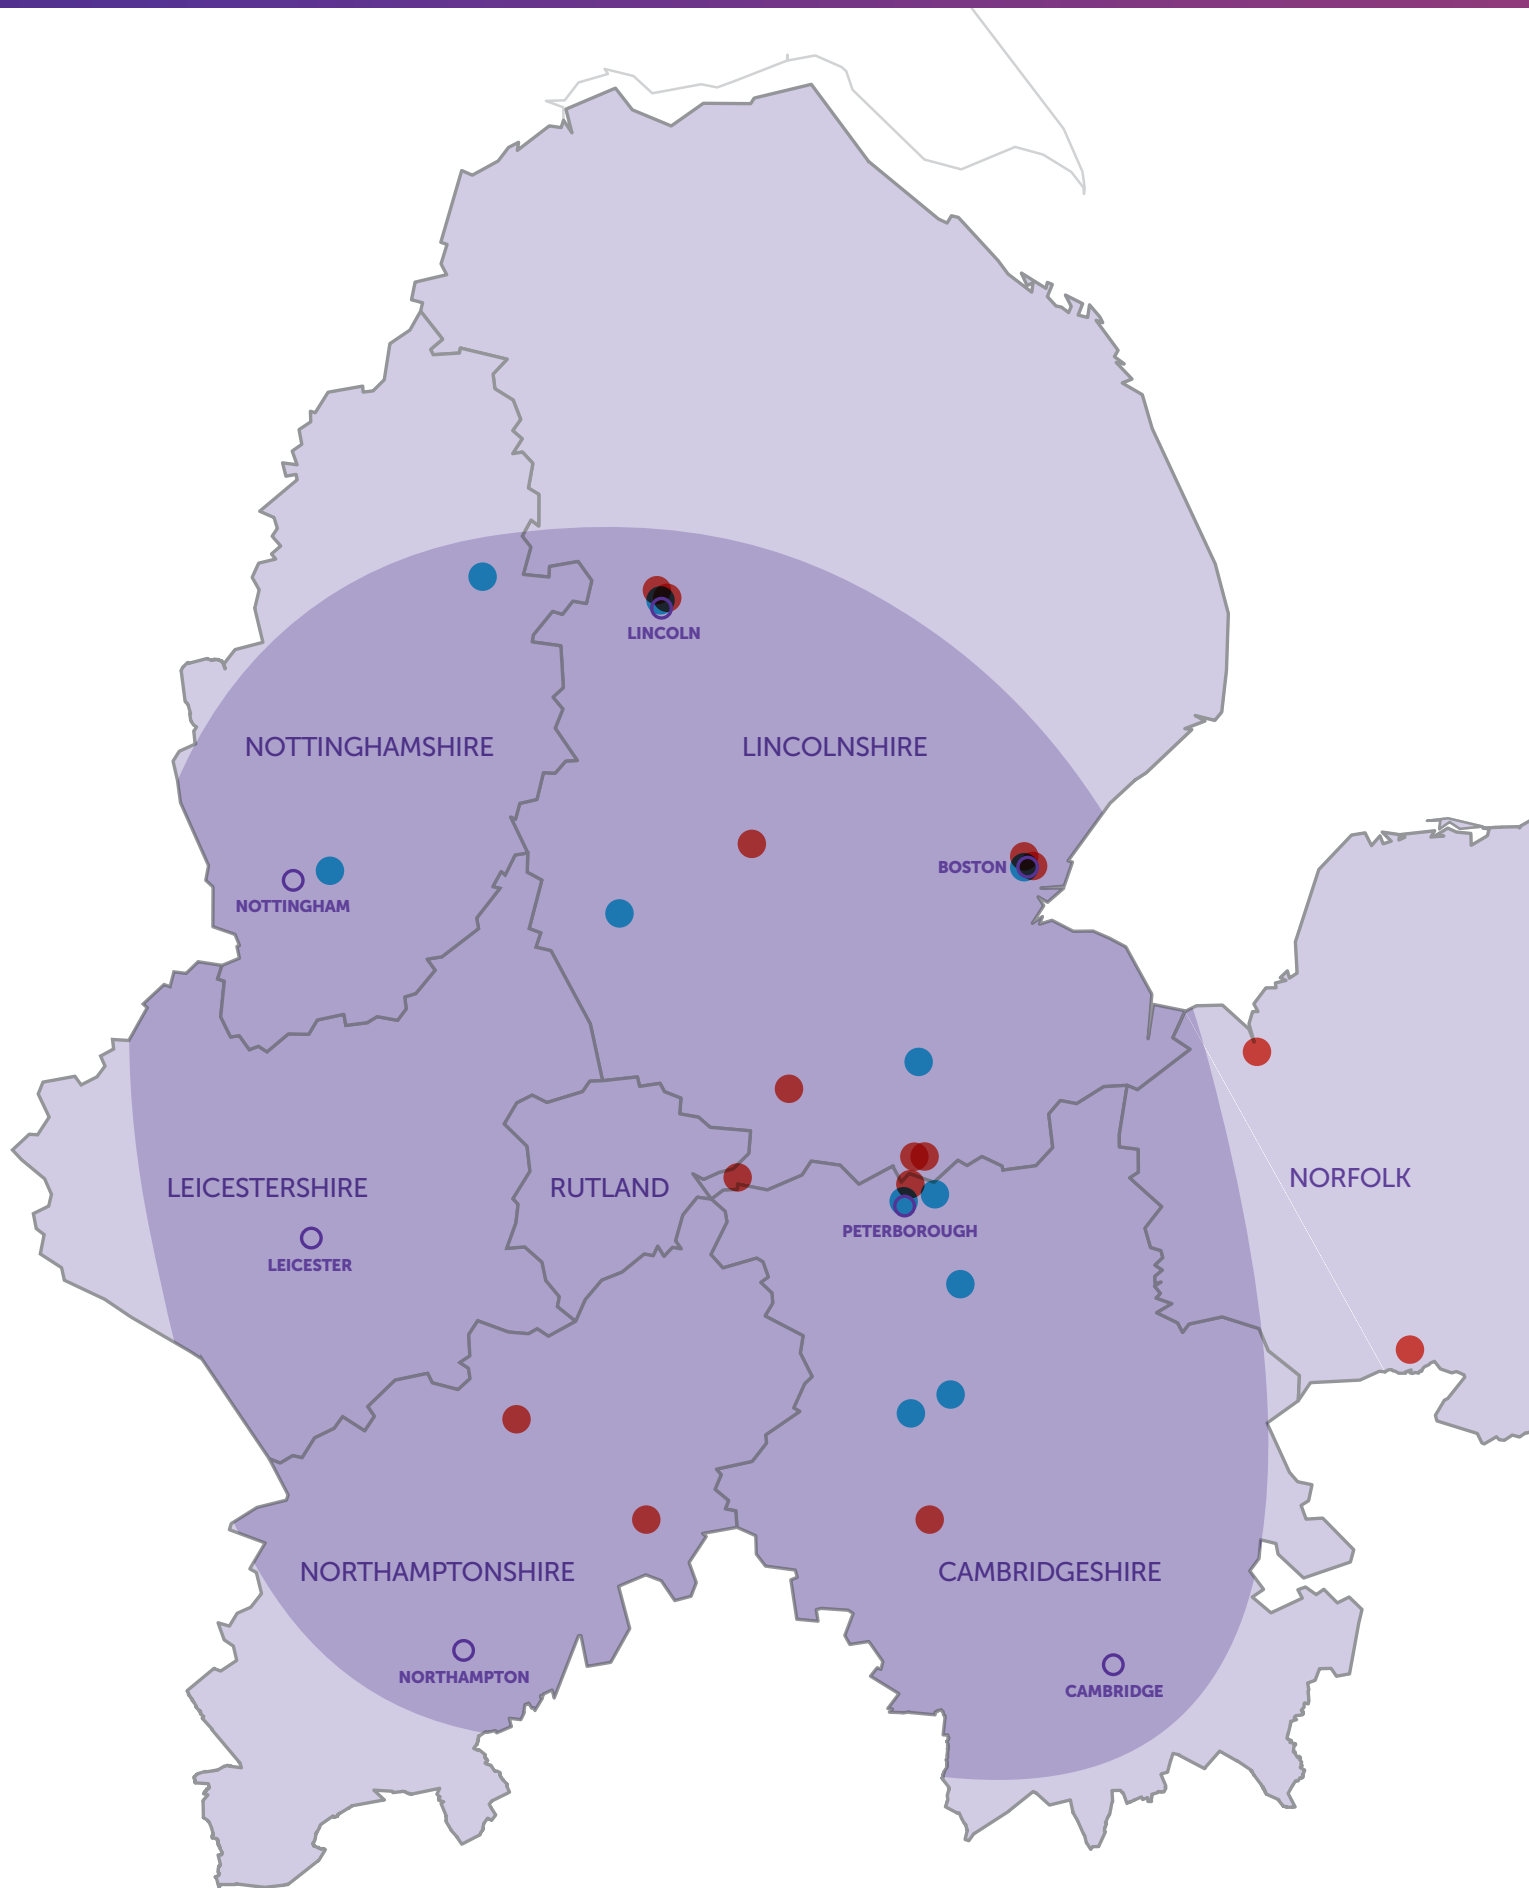 LINCOLN
NOTTINGHAMSHIRE
LINCOLNSHIRE
BOSTON
NOTTINGHAM
NORFOLK
LEICESTERSHIRE
RUTLAND
PETERBOROUGH
LEICESTER
NORTHAMPTONSHIRE
CAMBRIDGESHIRE
NORTHAMPTON
CAMBRIDGE